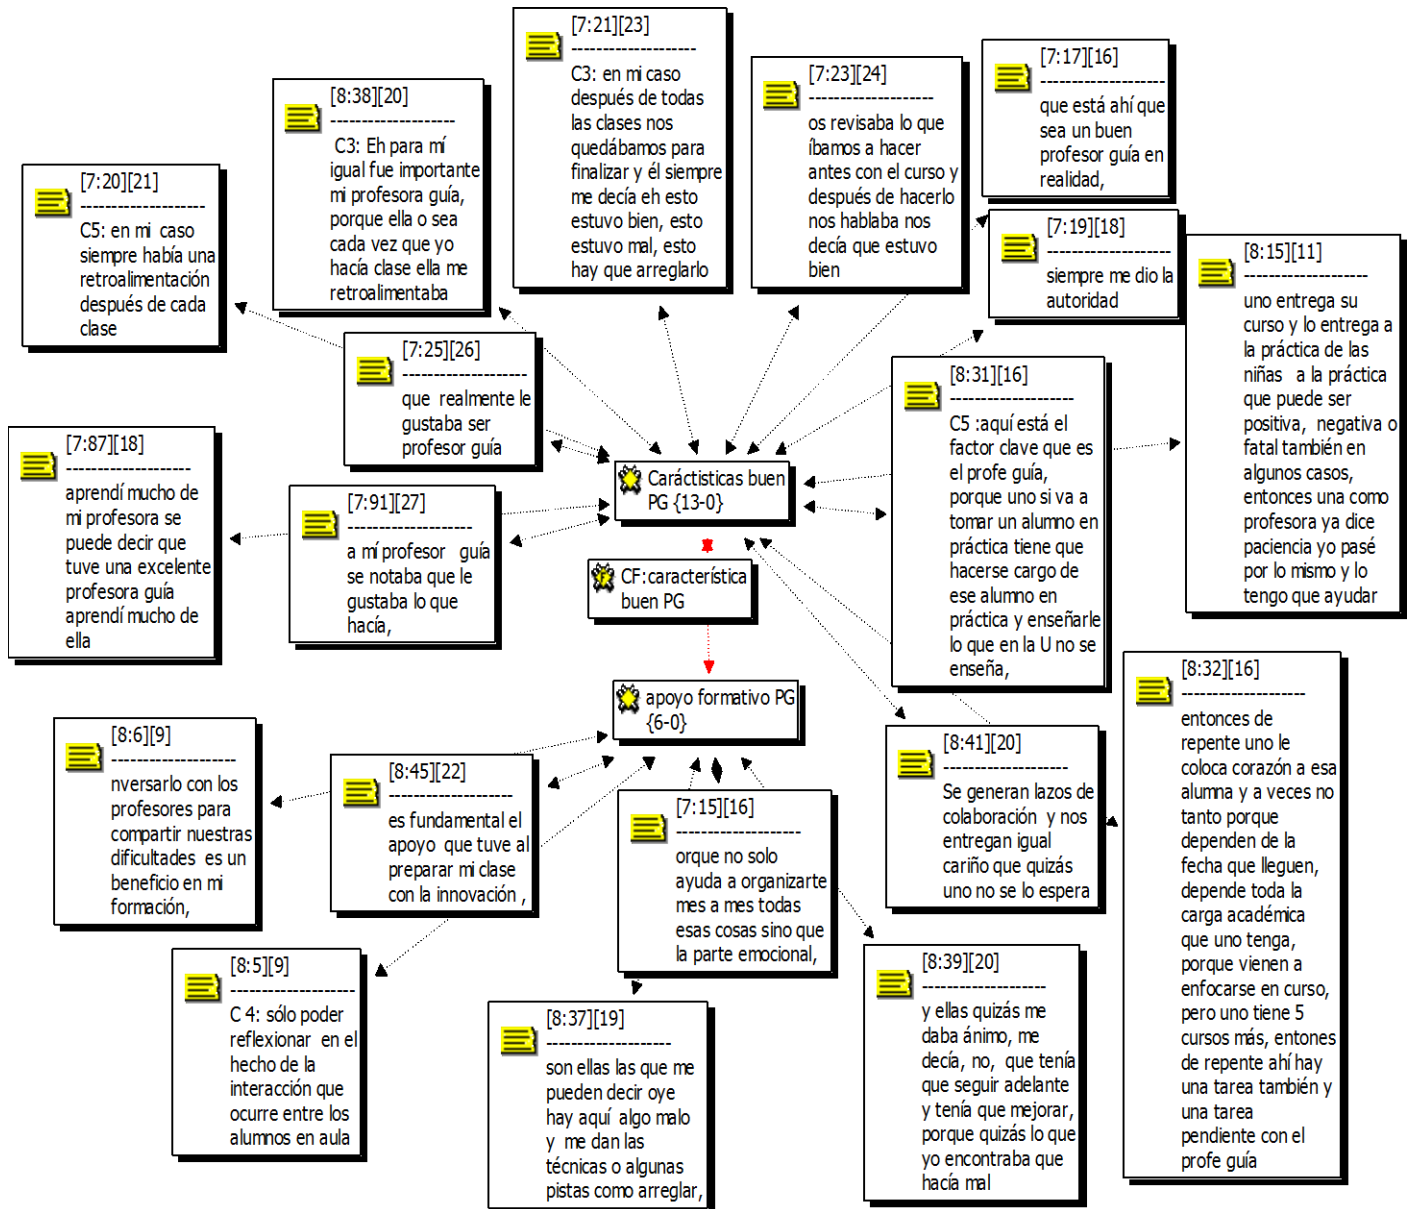 [7:21][23]
--------------------
C3: en mi caso
después de todas
las clases nos
quedábamos para
finalizar y él siempre
me decía eh esto
estuvo bien, esto
estuvo mal, esto
hay que arreglarlo
[7:17][16]
--------------------
que está ahí que
sea un buen
profesor guía en
realidad,
[7:23][24]
--------------------
os revisaba lo que
íbamos a hacer
antes con el curso y
después de hacerlo
nos hablaba nos
decía que estuvo
bien
[8:38][20]
--------------------
C3: Eh para mí
igual fue importante
mi profesora guía,
porque ella o sea
cada vez que yo
hacía clase ella me
retroalimentaba
[7:20][21]
--------------------
C5: en mi caso
siempre había una
retroalimentación
después de cada
clase
[7:19][18]
--------------------
siempre me dio la
autoridad
[8:15][11]
--------------------
uno entrega su
curso y lo entrega a
la práctica de las
niñas a la práctica
que puede ser
positiva, negativa o
fatal también en
algunos casos,
entonces una como
profesora ya dice
paciencia yo pasé
por lo mismo y lo
tengo que ayudar
[7:25][26]
--------------------
que realmente le
gustaba ser
profesor guía
[8:31][16]
--------------------
C5 :aquí está el
factor clave que es
el profe guía,
porque uno si va a
tomar un alumno en
práctica tiene que
hacerse cargo de
ese alumno en
práctica y enseñarle
lo que en la U no se
enseña,
[7:87][18]
--------------------
aprendí mucho de
mi profesora se
puede decir que
tuve una excelente
profesora guía
aprendí mucho de
ella
[7:91][27]
--------------------
a mí profesor guía
se notaba que le
gustaba lo que
hacía,
Caráctisticas buen
PG {13-0}
CF:característica
buen PG
apoyo formativo PG
{6-0}
[8:32][16]
--------------------
entonces de
repente uno le
coloca corazón a esa
alumna y a veces no
tanto porque
dependen de la
fecha que lleguen,
depende toda la
carga académica
que uno tenga,
porque vienen a
enfocarse en curso,
pero uno tiene 5
cursos más, entones
de repente ahí hay
una tarea también y
una tarea
pendiente con el
profe guía
[8:6][9]
--------------------
nversarlo con los
profesores para
compartir nuestras
dificultades es un
beneficio en mi
formación,
[8:45][22]
--------------------
es fundamental el
apoyo que tuve al
preparar mi clase
con la innovación ,
[7:15][16]
--------------------
orque no solo
ayuda a organizarte
mes a mes todas
esas cosas sino que
la parte emocional,
[8:41][20]
--------------------
Se generan lazos de
colaboración y nos
entregan igual
cariño que quizás
uno no se lo espera
[8:5][9]
--------------------
C 4: sólo poder
reflexionar en el
hecho de la
interacción que
ocurre entre los
alumnos en aula
[8:37][19]
--------------------
son ellas las que me
pueden decir oye
hay aquí algo malo
y me dan las
técnicas o algunas
pistas como arreglar,
[8:39][20]
--------------------
y ellas quizás me
daba ánimo, me
decía, no, que tenía
que seguir adelante
y tenía que mejorar,
porque quizás lo que
yo encontraba que
hacía mal